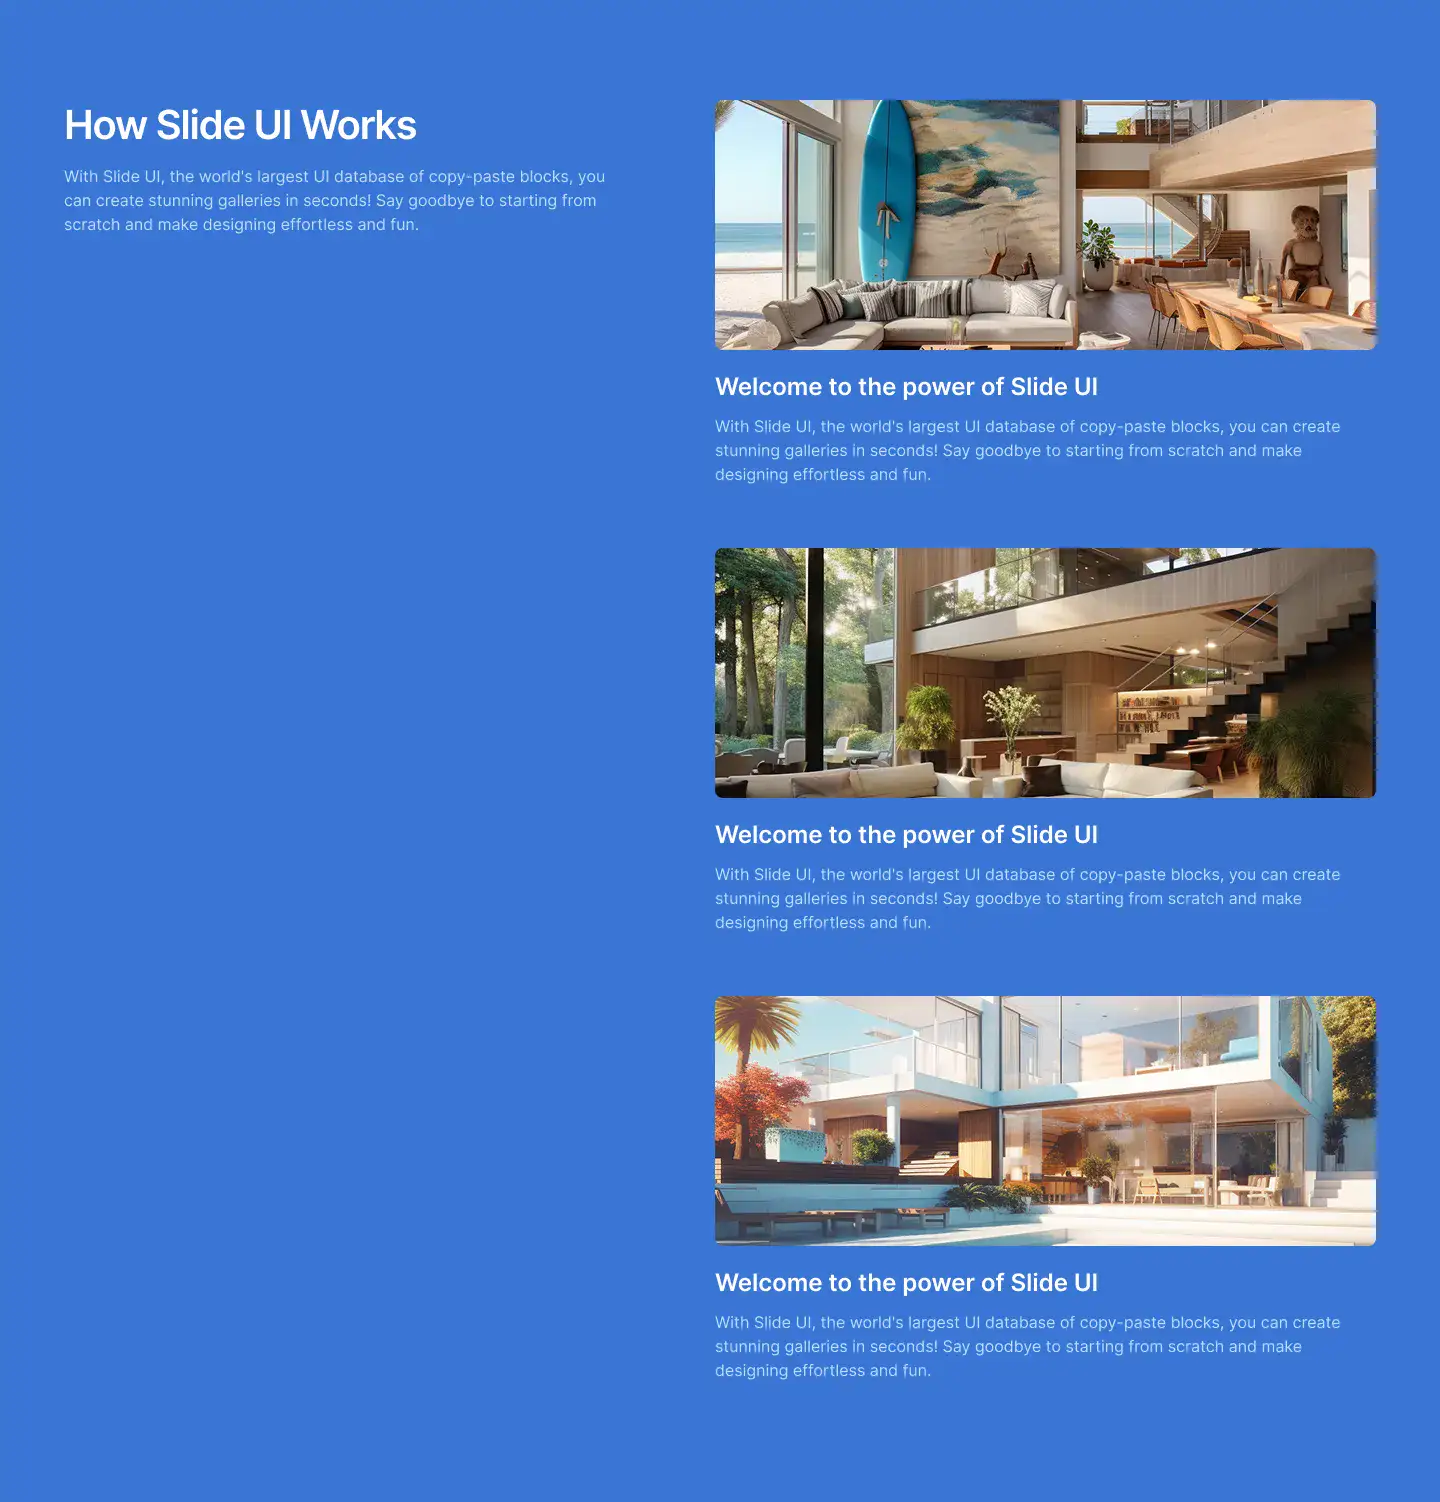 How Slide UI Works
With Slide UI, the world's largest UI database of copy-paste blocks, you
can create stunning galleries in seconds! Say goodbye to starting from
scratch and make designing effortless and fun.
Welcome to the power of Slide UI
With Slide UI, the world's largest UI database of copy-paste blocks, you can create
stunning galleries in seconds! Say goodbye to starting from scratch and make
designing effortless and fun.
Welcome to the power of Slide UI
With Slide UI, the world's largest UI database of copy-paste blocks, you can create
stunning galleries in seconds! Say goodbye to starting from scratch and make
designing effortless and fun.
Welcome to the power of Slide UI
With Slide UI, the world's largest UI database of copy-paste blocks, you can create
stunning galleries in seconds! Say goodbye to starting from scratch and make
designing effortless and fun.